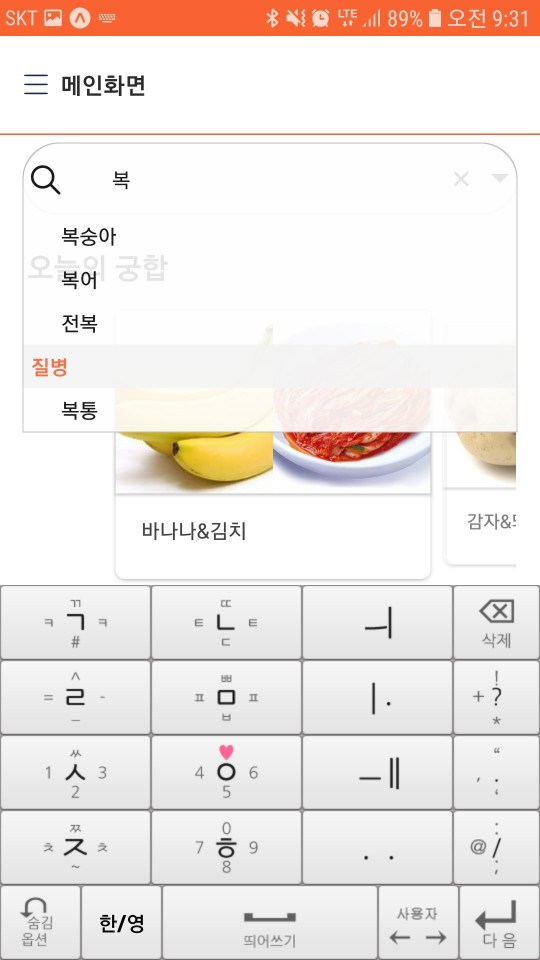 SKT LTE 89% 오전 9:31
메인화면
복
복숭아
오늘의 궁합
복어
전복
질병
복통
바나나&김치
감자&
ㄲ ㄸ
ㅋ ㄱ ㅋ ㅌ ㄴ ㅌ ㅢ
# ㄷ 삭제
^ ㅃ !
= ㄹ - ㅍ ㅁ ㅍ ㅣ. + ?
_ ㅂ *
ㅆ ♥ “
1 ㅅ 3 4 ㅇ 6 ㅡㅔ , .
2 5 ‘
ㅉ 0 :
ㅊ ㅈ ㅊ 7 ㅎ 9 . . @ /
~ 8 ;
숨김 한/영 사용자
옵션 띄어쓰기 ← → 다음